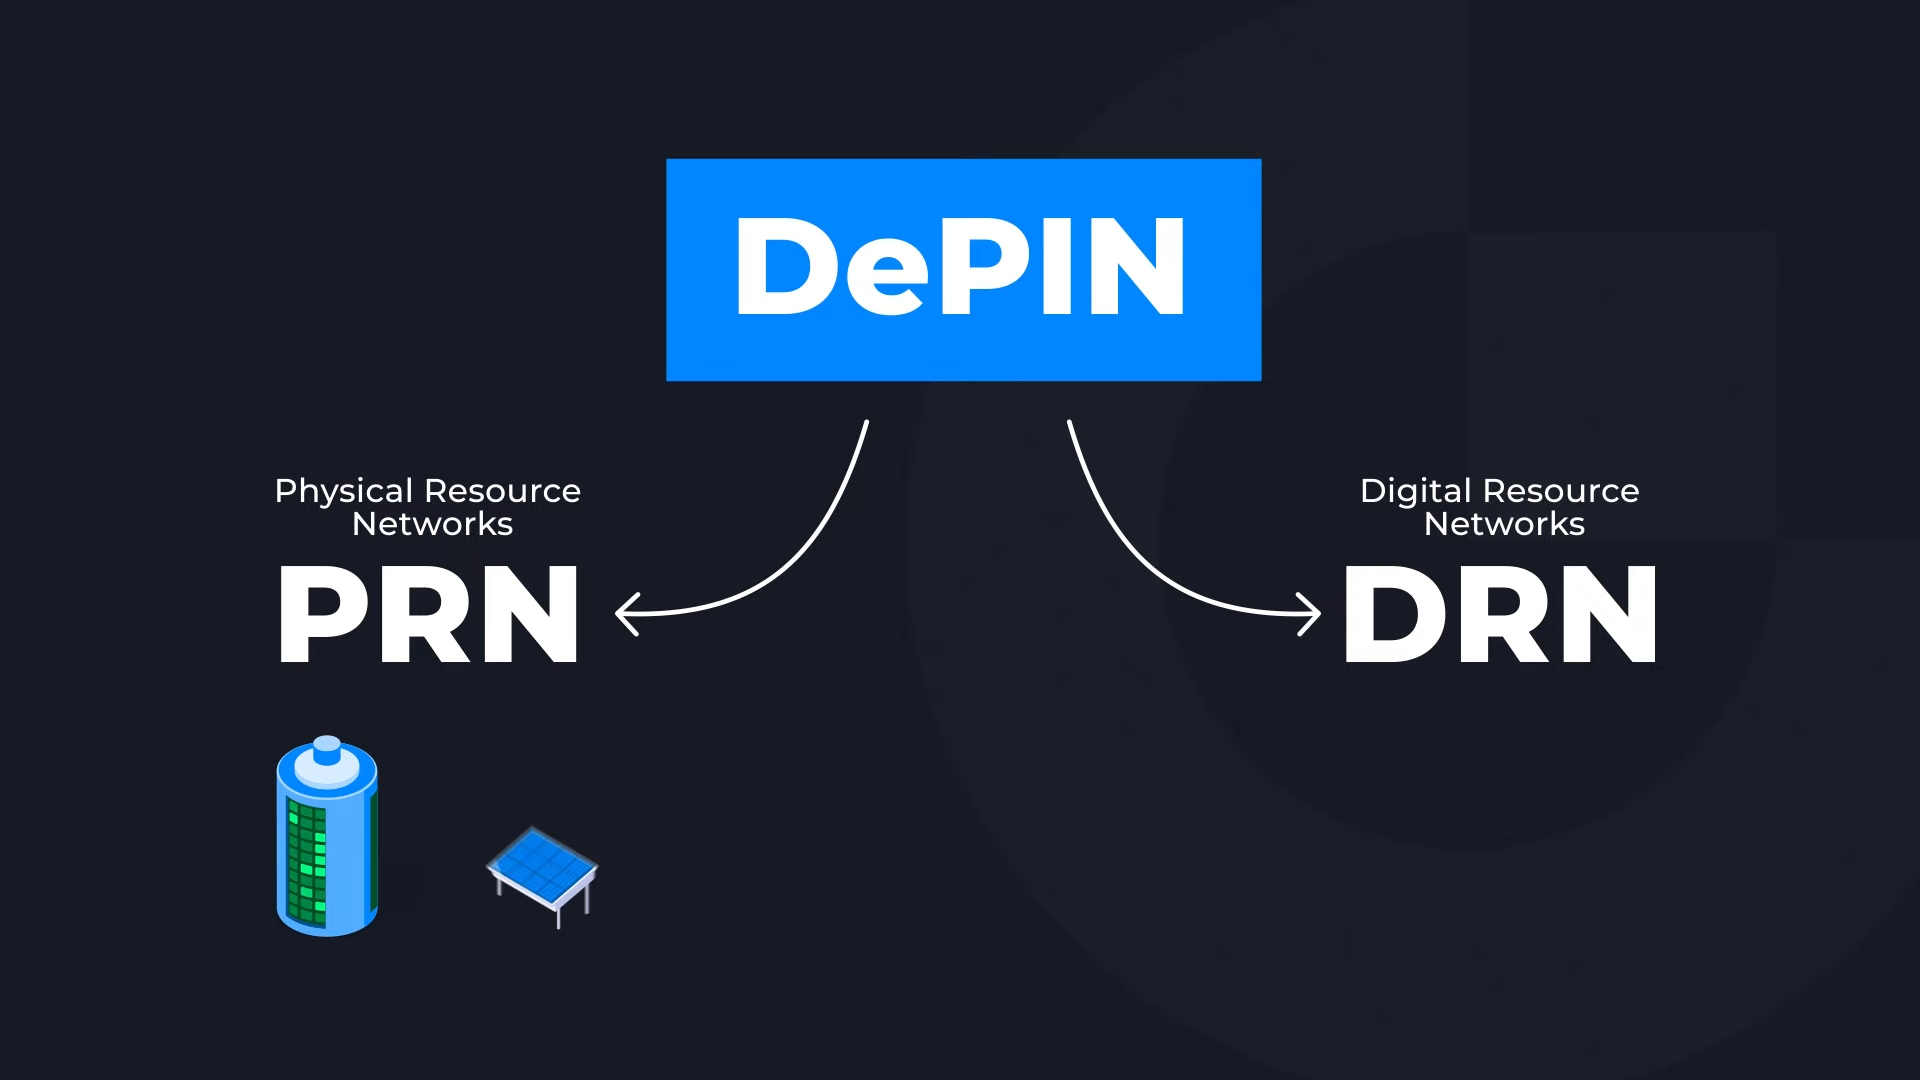 DePIN
Physical Resource
Networks
PRN
Digital Resource
Networks
DRN